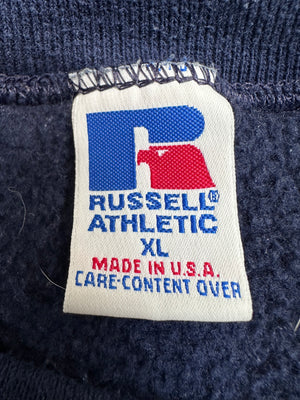 RUSSELL®
ATHLETIC
XL
MADE IN U.S.A.
CARE-CONTENT OVER